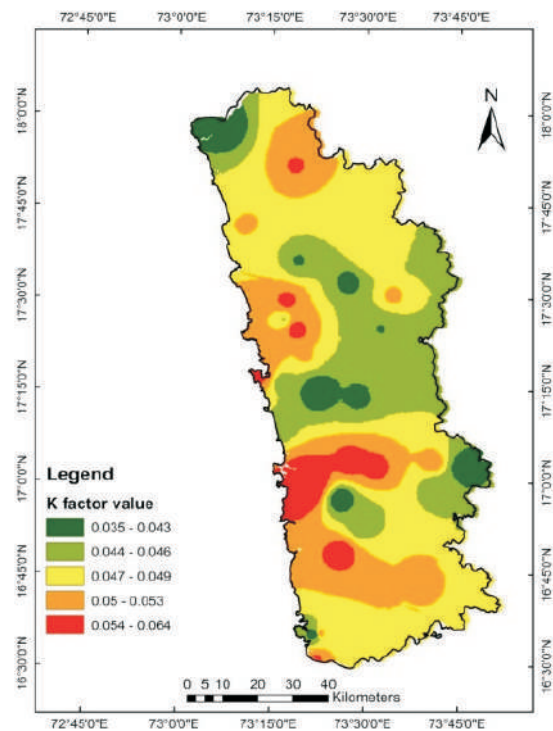 72°45'0"E 73°0'0"E 73°15'0"E 73°30'0"E 73°45'0"E
N
18°0'0"N 18°0'0"N
17°45'0"N 17°45'0"N
17°30'0"N 17°30'0"N
17°15'0"N 17°15'0"N
17°0'0"N 17°0'0"N
16°45'0"N 16°45'0"N
16°30'0"N 16°30'0"N
Legend
K factor value
0.035 - 0.043
0.044 - 0.046
0.047 - 0.049
0.05 - 0.053
0.054 - 0.064
0 5 10 20 30 40
Kilometers
72°45'0"E 73°0'0"E 73°15'0"E 73°30'0"E 73°45'0"E